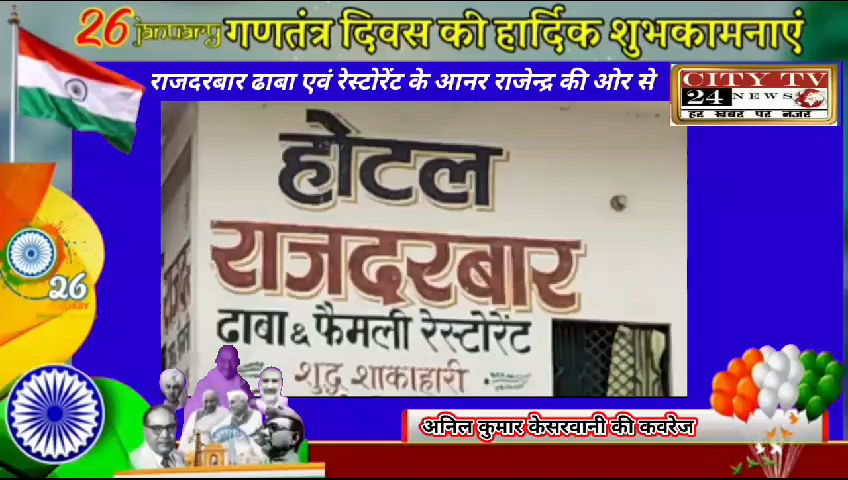 26 january गणतंत्र दिवस की हार्दिक शुभकामनाएं
राजदरबार ढाबा एवं रेस्टोरेंट के आनर राजेन्द्र की ओर से
CITY TV
24 NEWS
हर खबर पर नजर
होटल
राजदरबार
ढाबा & फैमली रेस्टोरेंट
शुद्ध शाकाहारी
26
अनिल कुमार केसरवानी की कवरेज